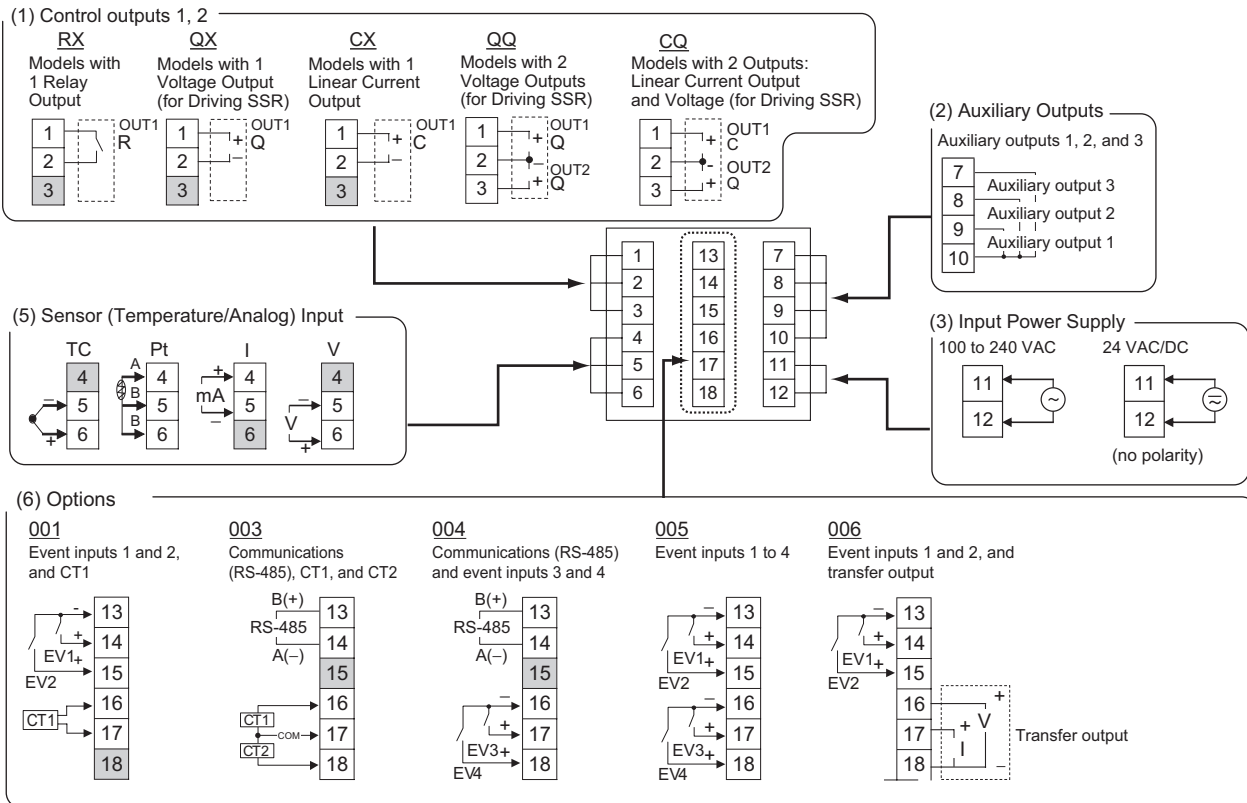 (1) Control outputs 1, 2
RX
Models with
1 Relay
Output
1
2
3
OUT1
R
QX
Models with 1
Voltage Output
(for Driving SSR)
1
2
3
+
–
OUT1
Q
CX
Models with 1
Linear Current
Output
1
2
3
+
–
OUT1
C
QQ
Models with 2
Voltage Outputs
(for Driving SSR)
1
2
3
+
–
+
OUT1
Q
OUT2
Q
CQ
Models with 2 Outputs:
Linear Current Output
and Voltage (for Driving SSR)
1
2
3
+
-
+
OUT1
C
OUT2
Q
(2) Auxiliary Outputs
Auxiliary outputs 1, 2, and 3
7
8
9
10
Auxiliary output 3
Auxiliary output 2
Auxiliary output 1
1
2
3
4
5
6
13
14
15
16
17
18
7
8
9
10
11
12
(5) Sensor (Temperature/Analog) Input
TC
4
5
6
–
+
Pt
A
B
B
4
5
6
I
+
mA
–
4
5
6
V
–
V
+
4
5
6
(3) Input Power Supply
100 to 240 VAC
11
12
24 VAC/DC
11
12
(no polarity)
(6) Options
001
Event inputs 1 and 2,
and CT1
-
+
EV1
+
EV2
CT1
13
14
15
16
17
18
003
Communications
(RS-485), CT1, and CT2
B(+)
RS-485
A(–)
CT1
COM
CT2
13
14
15
16
17
18
004
Communications (RS-485)
and event inputs 3 and 4
B(+)
RS-485
A(–)
–
+
EV3
+
EV4
13
14
15
16
17
18
005
Event inputs 1 to 4
–
+
EV1
+
EV2
–
+
EV3
+
EV4
13
14
15
16
17
18
006
Event inputs 1 and 2, and
transfer output
–
+
EV1
+
EV2
13
14
15
16
17
18
+
V
+
I
–
Transfer output